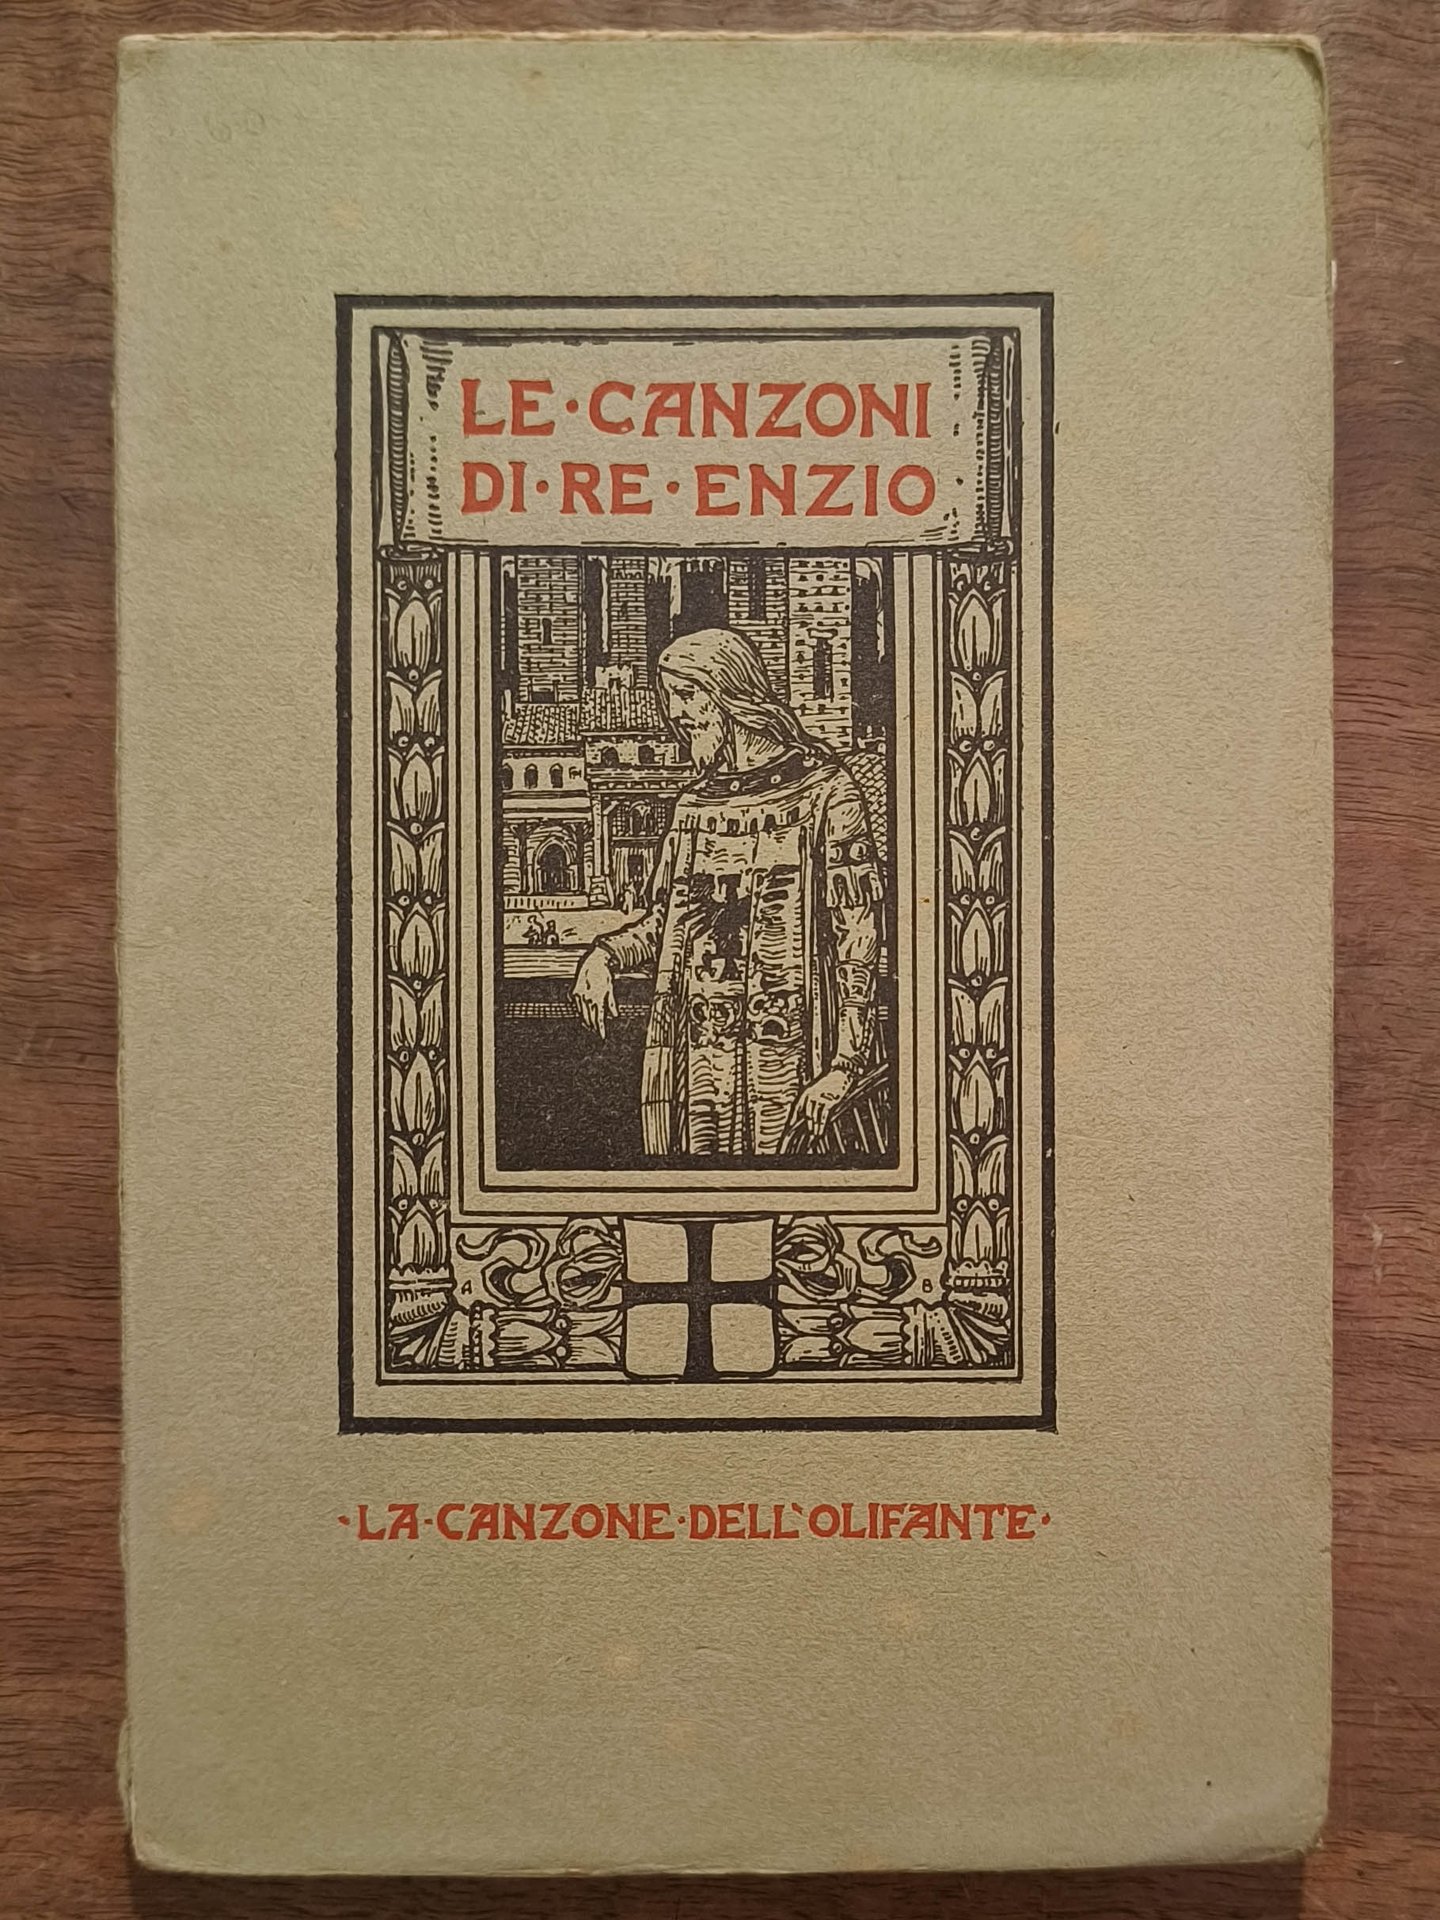 LE·CANZONI
DI·RE·ENZIO
A B
·LA·CANZONE·DELL'OLIFANTE·